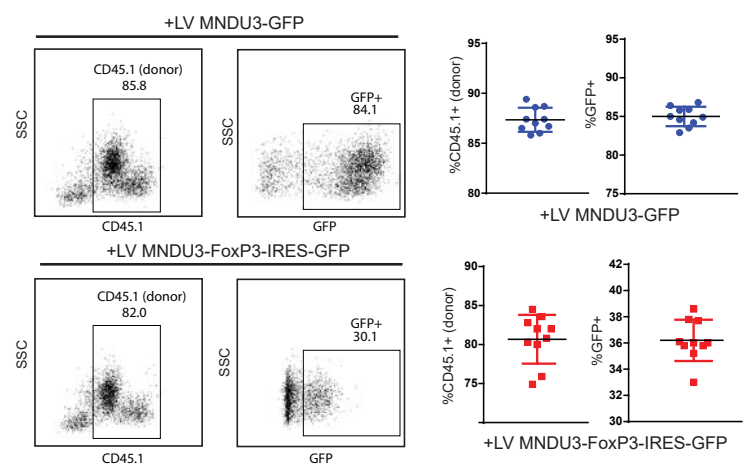 +LV MNDU3-GFP
CD45.1 (donor)
85.8
SSC
CD45.1
GFP+
84.1
SSC
GFP
95
90
85
80
%CD45.1+ (donor)
95
90
85
80
75
%GFP+
+LV MNDU3-GFP
+LV MNDU3-FoxP3-IRES-GFP
CD45.1 (donor)
82.0
SSC
CD45.1
GFP+
30.1
SSC
GFP
90
85
80
75
%CD45.1+ (donor)
42
40
38
36
34
32
30
%GFP+
+LV MNDU3-FoxP3-IRES-GFP